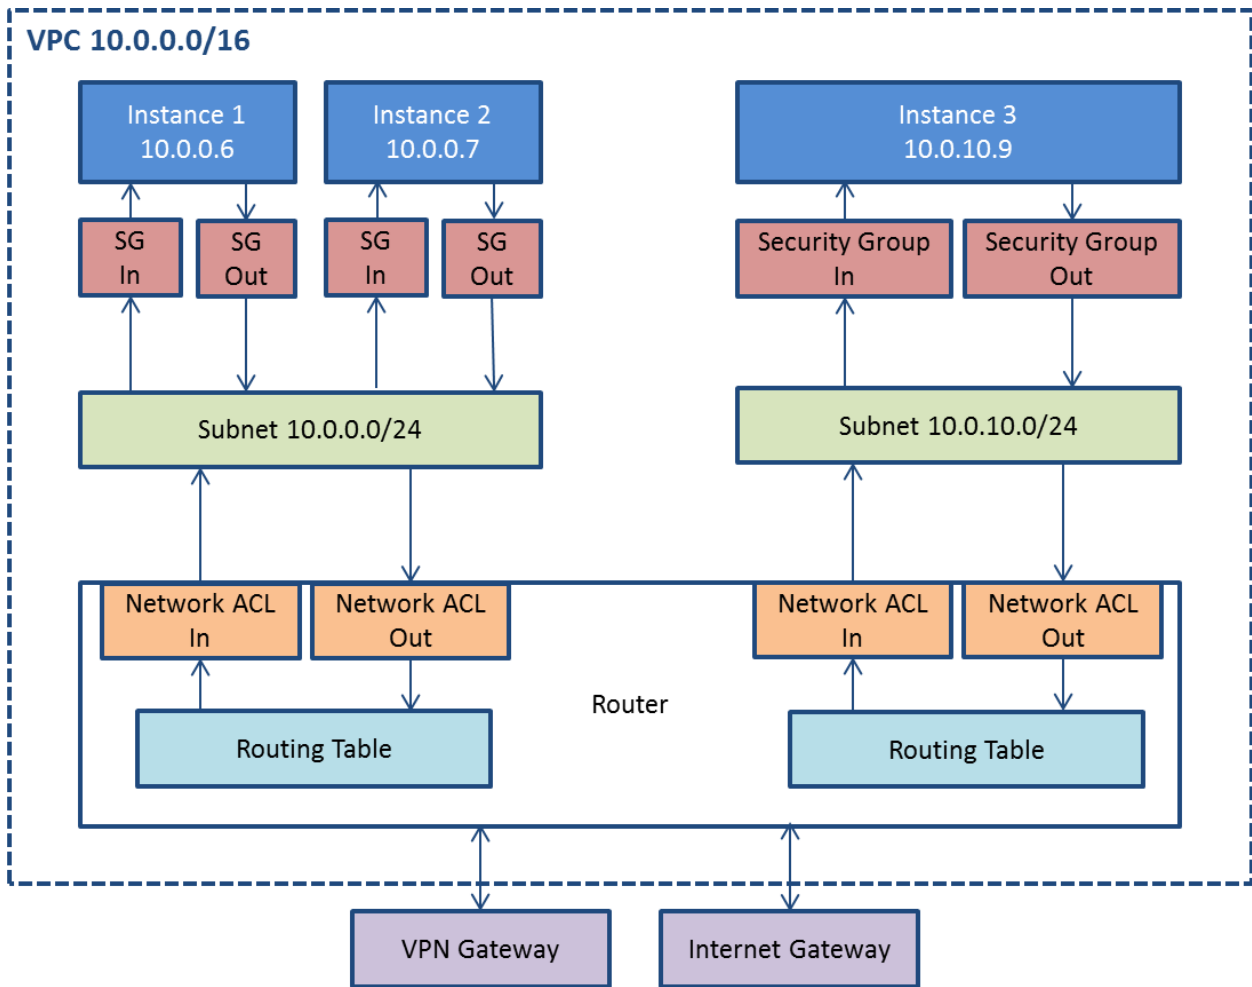 VPC 10.0.0.0/16
Instance 1
10.0.0.6
Instance 2
10.0.0.7
Instance 3
10.0.10.9
SG
In
SG
Out
SG
In
SG
Out
Security Group
In
Security Group
Out
Subnet 10.0.0.0/24
Subnet 10.0.10.0/24
Network ACL
In
Network ACL
Out
Network ACL
In
Network ACL
Out
Router
Routing Table
Routing Table
VPN Gateway
Internet Gateway